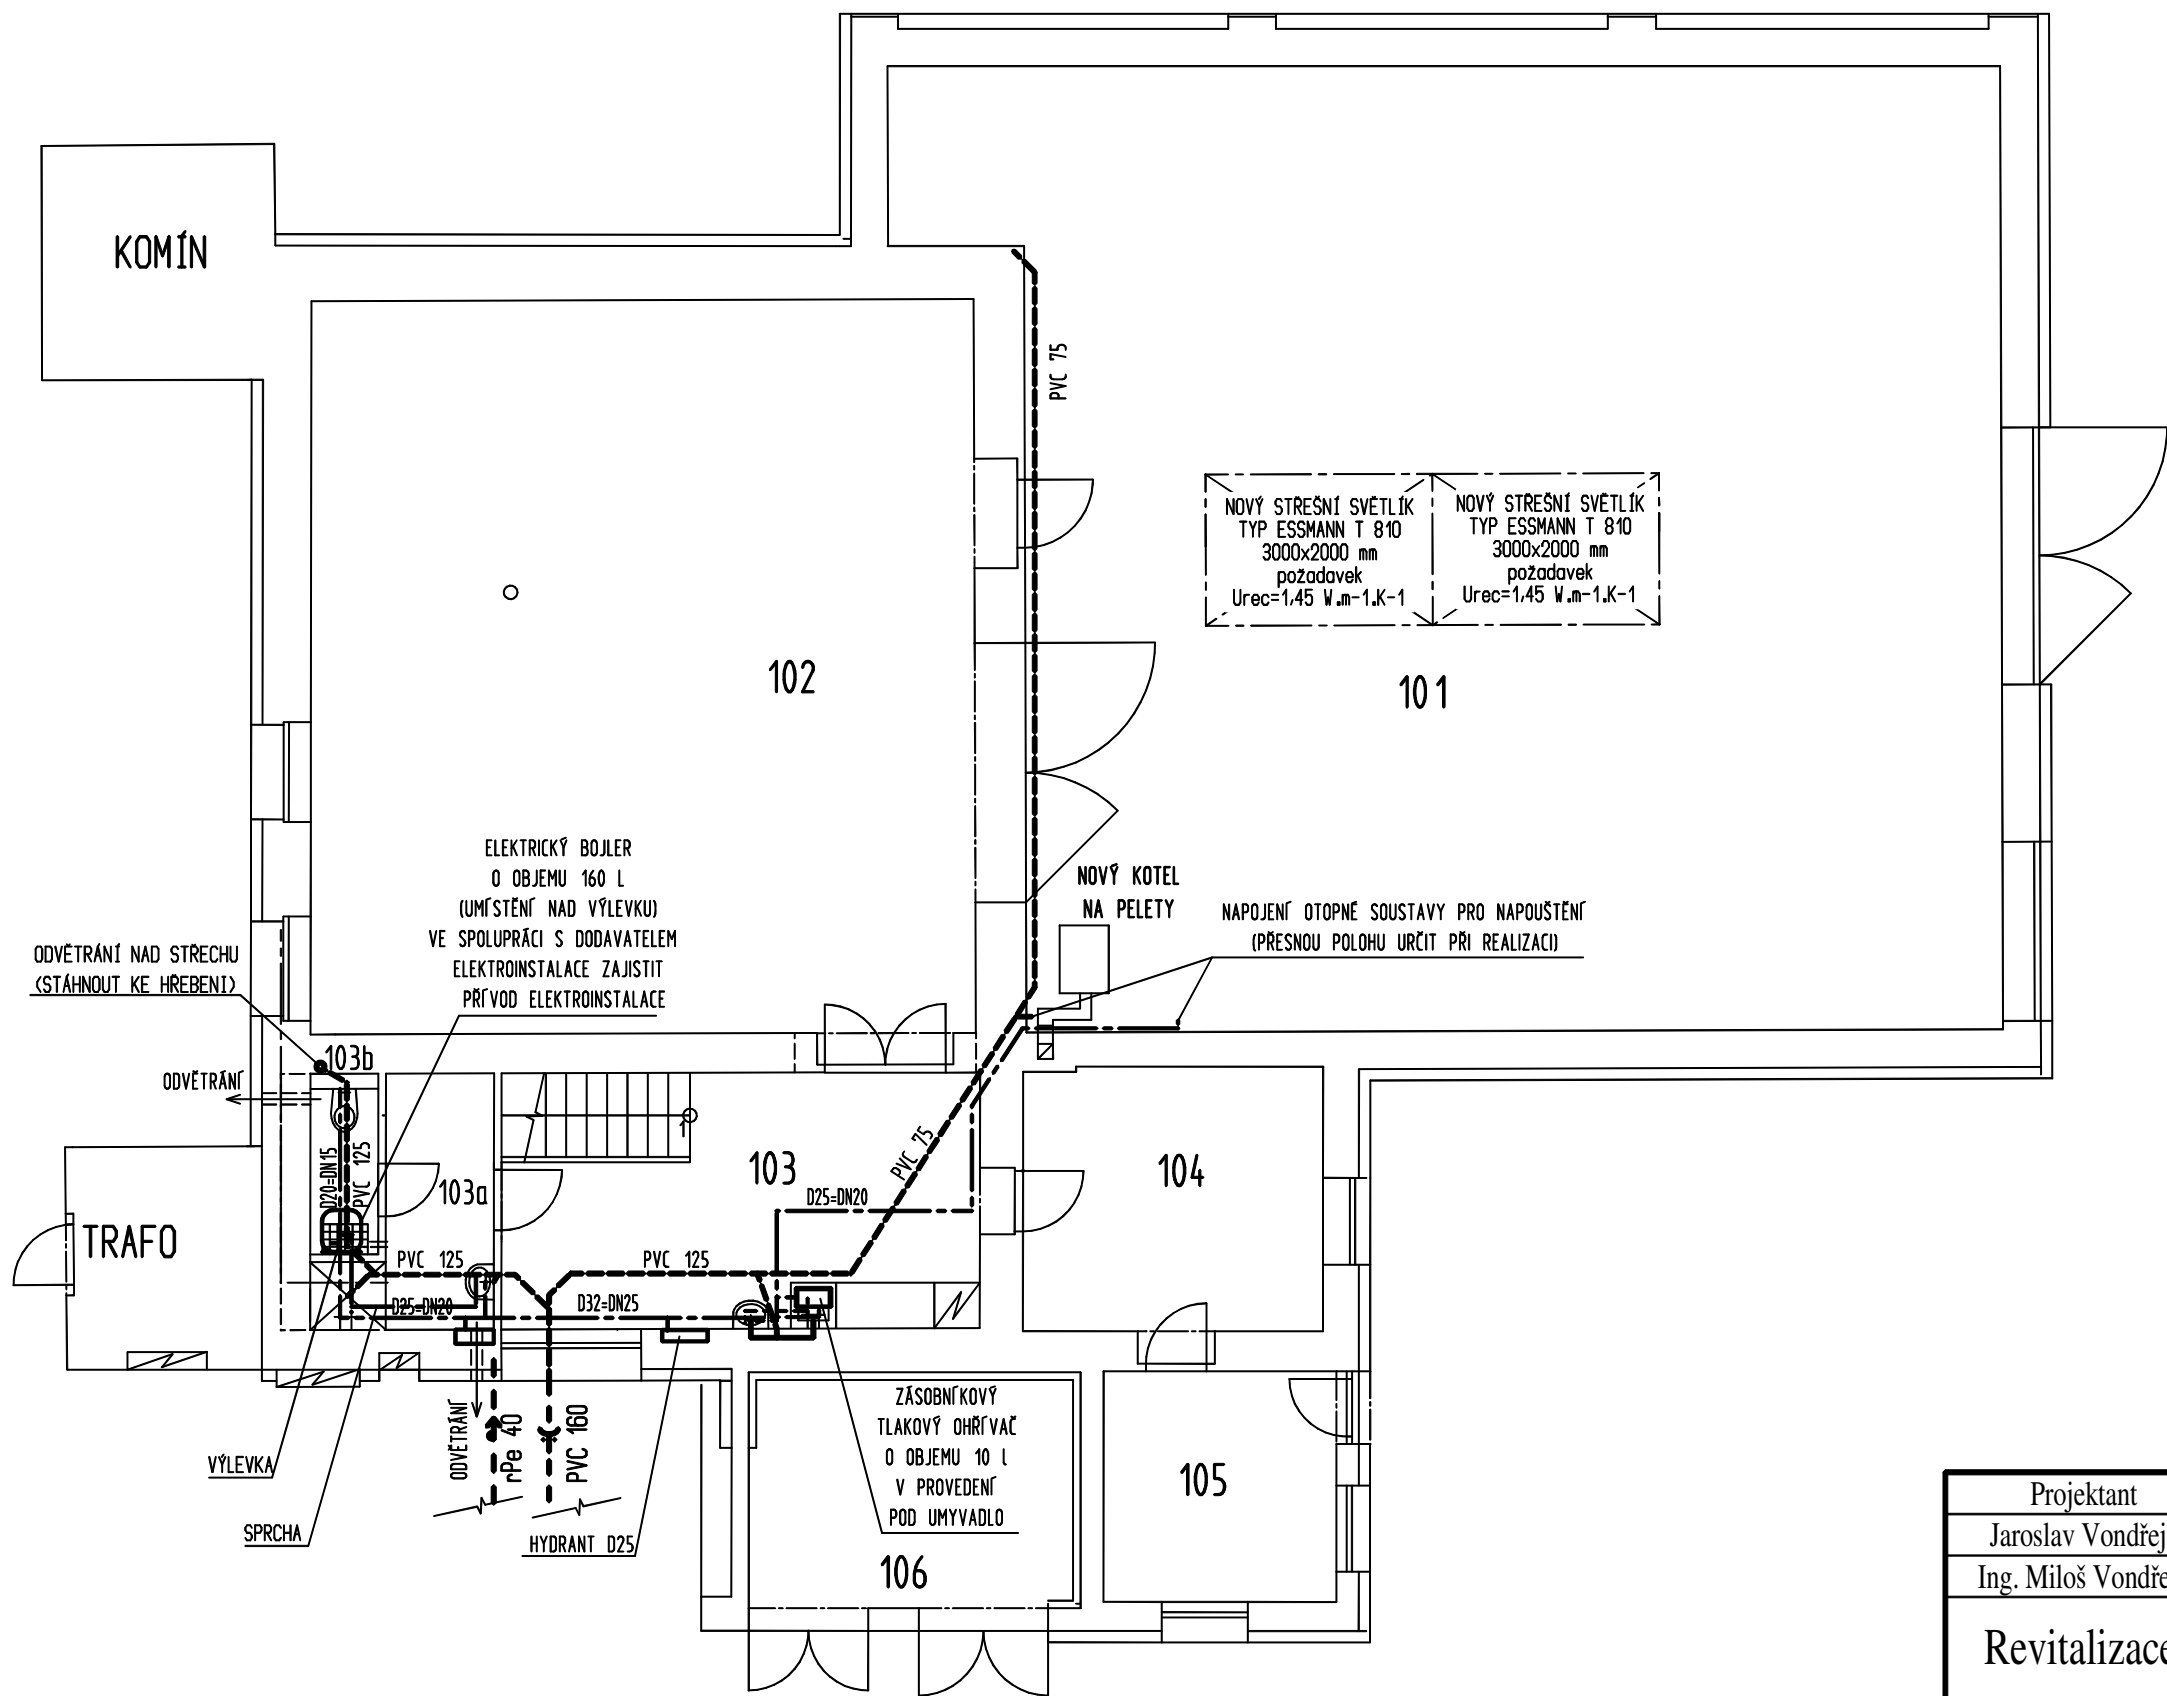 KOMÍN
PVC 75
NOVÝ STŘEŠNÍ SVĚTLÍK
TYP ESSMANN T 810
3000x2000 mm
požadavek
Urec=1,45 W.m-1.K-1
NOVÝ STŘEŠNÍ SVĚTLÍK
TYP ESSMANN T 810
3000x2000 mm
požadavek
Urec=1,45 W.m-1.K-1
102
101
ELEKTRICKÝ BOJLER
O OBJEMU 160 L
(UMÍSTĚNÍ NAD VÝLEVKU)
VE SPOLUPRÁCI S DODAVATELEM
ELEKTROINSTALACE ZAJISTIT
PŘÍVOD ELEKTROINSTALACE
NOVÝ KOTEL
NA PELETY
NAPOJENÍ OTOPNÉ SOUSTAVY PRO NAPOUŠTĚNÍ
(PŘESNOU POLOHU URČIT PŘI REALIZACI)
ODVĚTRÁNÍ NAD STŘECHU
(STÁHNOUT KE HŘEBENI)
103b
ODVĚTRÁNÍ
D20=DN15
PVC 125
103a
103
PVC 75
D25=DN20
104
TRAFO
PVC 125
PVC 125
D25=DN20
D32=DN25
ODVĚTRÁNÍ
rPe 40
PVC 160
ZÁSOBNÍKOVÝ
TLAKOVÝ OHŘÍVAČ
O OBJEMU 10 l
V PROVEDENÍ
POD UMYVADLO
VÝLEVKA
SPRCHA
HYDRANT D25
105
106
Projektant
Jaroslav Vondřej
Ing. Miloš Vondře
Revitalizace